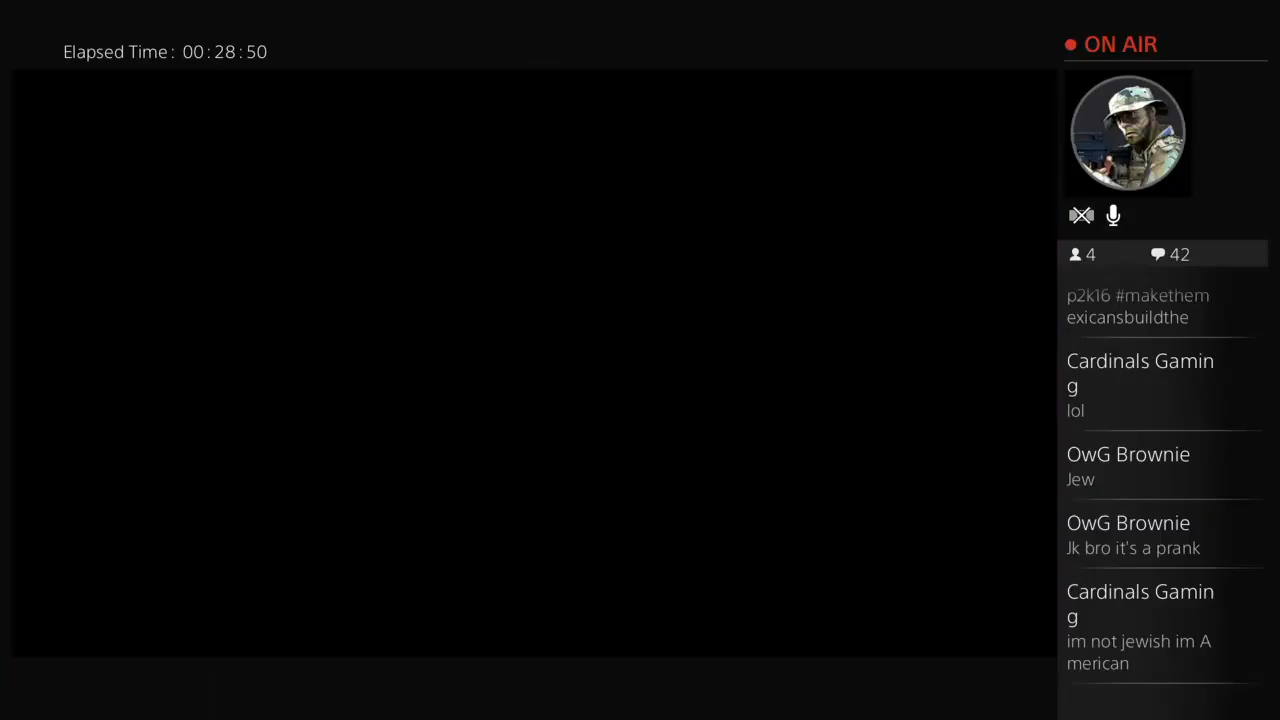 Elapsed Time: 00:28:50
ON AIR
4 42
p2k16 #makethem
exicansbuildthe
Cardinals Gamin
g
lol
OwG Brownie
Jew
OwG Brownie
Jk bro it's a prank
Cardinals Gamin
g
im not jewish im A
merican